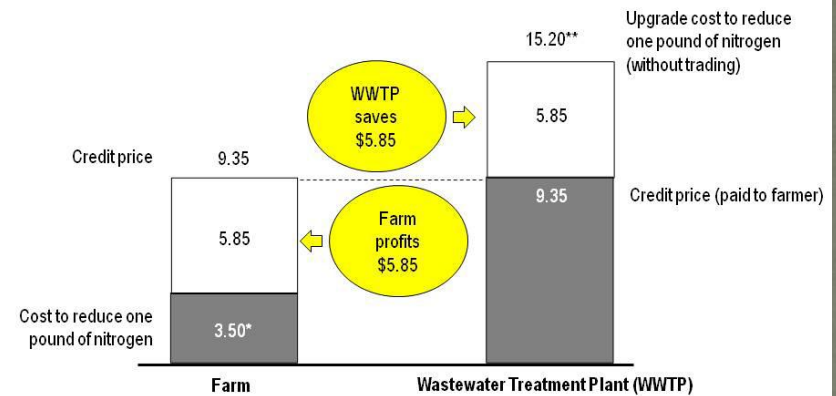 Upgrade cost to reduce
one pound of nitrogen
(without trading)
15.20**
WWTP
saves
$5.85
5.85
Credit price
9.35
9.35
Credit price (paid to farmer)
5.85
Farm
profits
$5.85
Cost to reduce one
pound of nitrogen
3.50*
Farm
Wastewater Treatment Plant (WWTP)